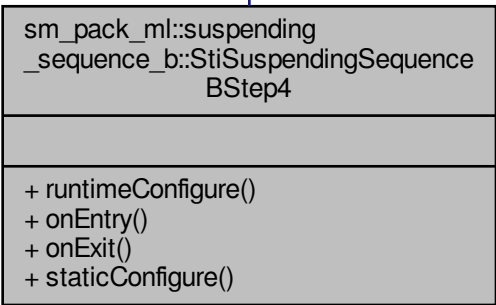 sm_pack_ml::suspending
_sequence_b::StiSuspendingSequence
BStep4
+ runtimeConfigure()
+ onEntry()
+ onExit()
+ staticConfigure()